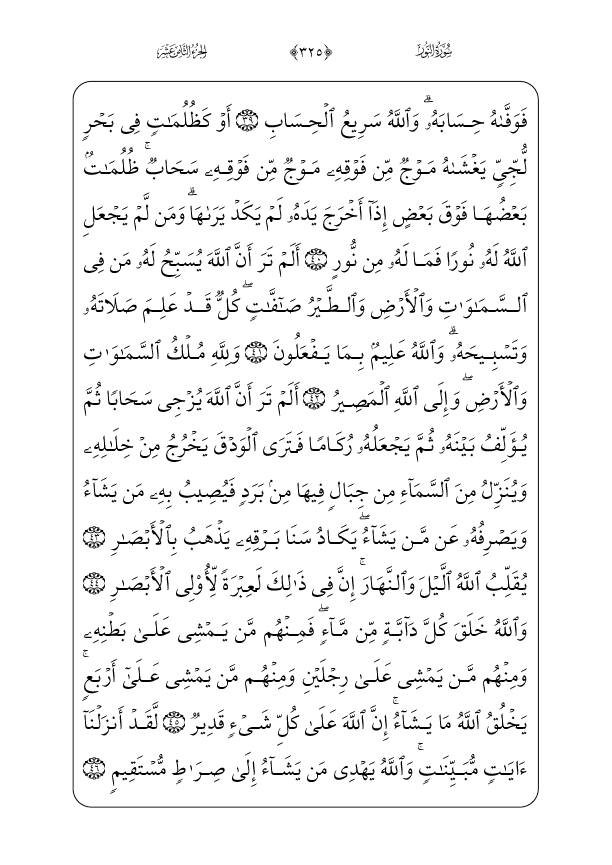 سُورَةُ النُّورِ ﴿٣٢٥﴾ الجُزْءُ الثَّامِنَ عَشَرَ
فَوَفَّىٰهُ حِسَابَهُۥۗ وَٱللَّهُ سَرِيعُ ٱلْحِسَابِ ۝٣٩ أَوْ كَظُلُمَٰتٍ فِى بَحْرٍ
لُّجِّىٍّ يَغْشَىٰهُ مَوْجٌ مِّن فَوْقِهِۦ مَوْجٌ مِّن فَوْقِهِۦ سَحَابٌۚ ظُلُمَٰتٌۢ
بَعْضُهَا فَوْقَ بَعْضٍ إِذَآ أَخْرَجَ يَدَهُۥ لَمْ يَكَدْ يَرَىٰهَاۗ وَمَن لَّمْ يَجْعَلِ
ٱللَّهُ لَهُۥ نُورًا فَمَا لَهُۥ مِن نُّورٍ ۝٤٠ أَلَمْ تَرَ أَنَّ ٱللَّهَ يُسَبِّحُ لَهُۥ مَن فِى
ٱلسَّمَٰوَٰتِ وَٱلْأَرْضِ وَٱلطَّيْرُ صَٰٓفَّٰتٍۖ كُلٌّ قَدْ عَلِمَ صَلَاتَهُۥ
وَتَسْبِيحَهُۥۗ وَٱللَّهُ عَلِيمٌۢ بِمَا يَفْعَلُونَ ۝٤١ وَلِلَّهِ مُلْكُ ٱلسَّمَٰوَٰتِ
وَٱلْأَرْضِۖ وَإِلَى ٱللَّهِ ٱلْمَصِيرُ ۝٤٢ أَلَمْ تَرَ أَنَّ ٱللَّهَ يُزْجِى سَحَابًا ثُمَّ
يُؤَلِّفُ بَيْنَهُۥ ثُمَّ يَجْعَلُهُۥ رُكَامًا فَتَرَى ٱلْوَدْقَ يَخْرُجُ مِنْ خِلَٰلِهِۦ
وَيُنَزِّلُ مِنَ ٱلسَّمَآءِ مِن جِبَالٍ فِيهَا مِنۢ بَرَدٍ فَيُصِيبُ بِهِۦ مَن يَشَآءُ
وَيَصْرِفُهُۥ عَن مَّن يَشَآءُۖ يَكَادُ سَنَا بَرْقِهِۦ يَذْهَبُ بِٱلْأَبْصَٰرِ ۝٤٣
يُقَلِّبُ ٱللَّهُ ٱلَّيْلَ وَٱلنَّهَارَۚ إِنَّ فِى ذَٰلِكَ لَعِبْرَةً لِّأُو۟لِى ٱلْأَبْصَٰرِ ۝٤٤
وَٱللَّهُ خَلَقَ كُلَّ دَآبَّةٍ مِّن مَّآءٍۖ فَمِنْهُم مَّن يَمْشِى عَلَىٰ بَطْنِهِۦ
وَمِنْهُم مَّن يَمْشِى عَلَىٰ رِجْلَيْنِ وَمِنْهُم مَّن يَمْشِى عَلَىٰٓ أَرْبَعٍۚ
يَخْلُقُ ٱللَّهُ مَا يَشَآءُۚ إِنَّ ٱللَّهَ عَلَىٰ كُلِّ شَىْءٍ قَدِيرٌ ۝٤٥ لَّقَدْ أَنزَلْنَآ
ءَايَٰتٍ مُّبَيِّنَٰتٍۚ وَٱللَّهُ يَهْدِى مَن يَشَآءُ إِلَىٰ صِرَٰطٍ مُّسْتَقِيمٍ ۝٤٦